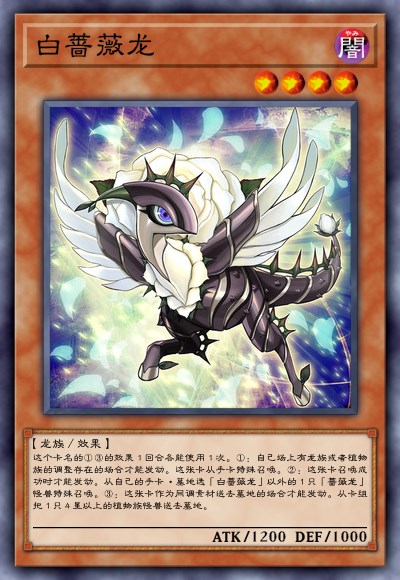 白蔷薇龙
闇
やみ
【龙族／效果】
这个卡名的①③的效果1回合各能使用1次。①：自己场上有龙族或者植物
族的调整存在的场合才能发动。这张卡从手卡特殊召唤。②：这张卡召唤成
功时才能发动。从自己的手卡・墓地选「白蔷薇龙」以外的1只「蔷薇龙」
怪兽特殊召唤。③：这张卡作为同调素材送去墓地的场合才能发动。从卡组
把1只4星以上的植物族怪兽送去墓地。
ATK/1200 DEF/1000